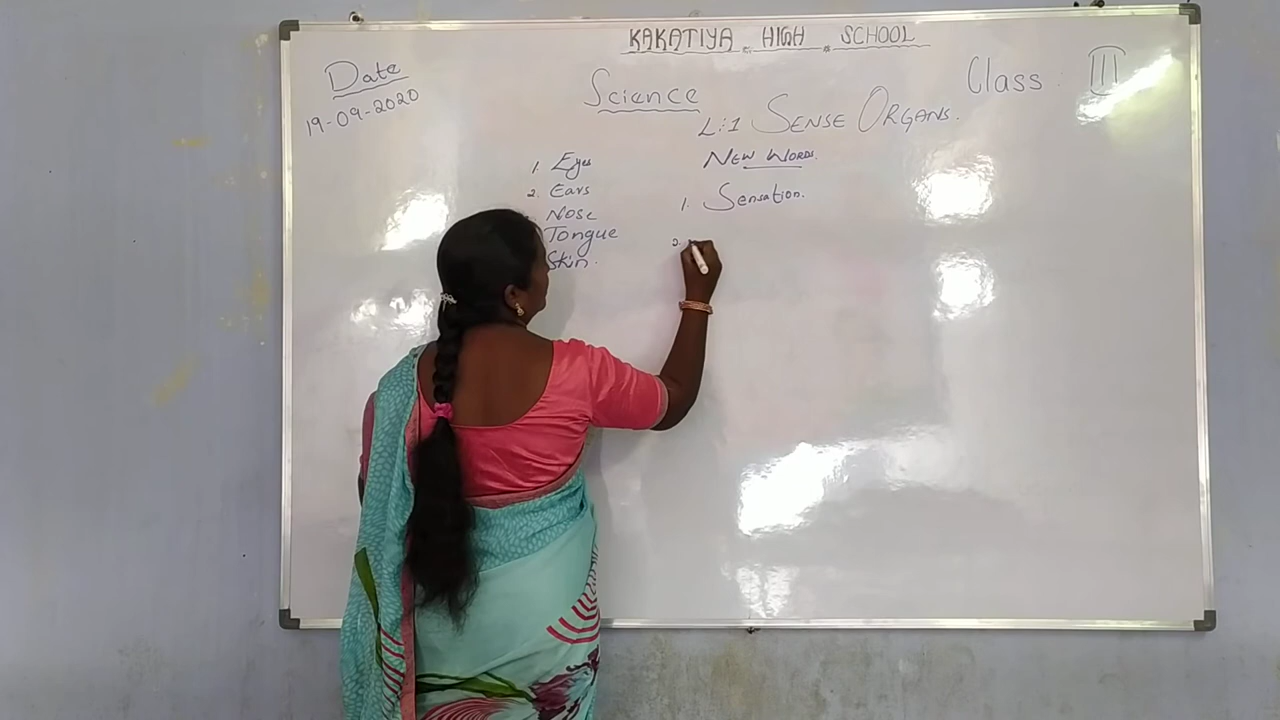 KAKATIYA HIGH SCHOOL
Date
19-09-2020
Science
Class : III
L:1 SENSE ORGANS.
1. Eyes
2. Ears
Nose
Tongue
Skin.
NEW WORDS.
1. Sensation.
2.